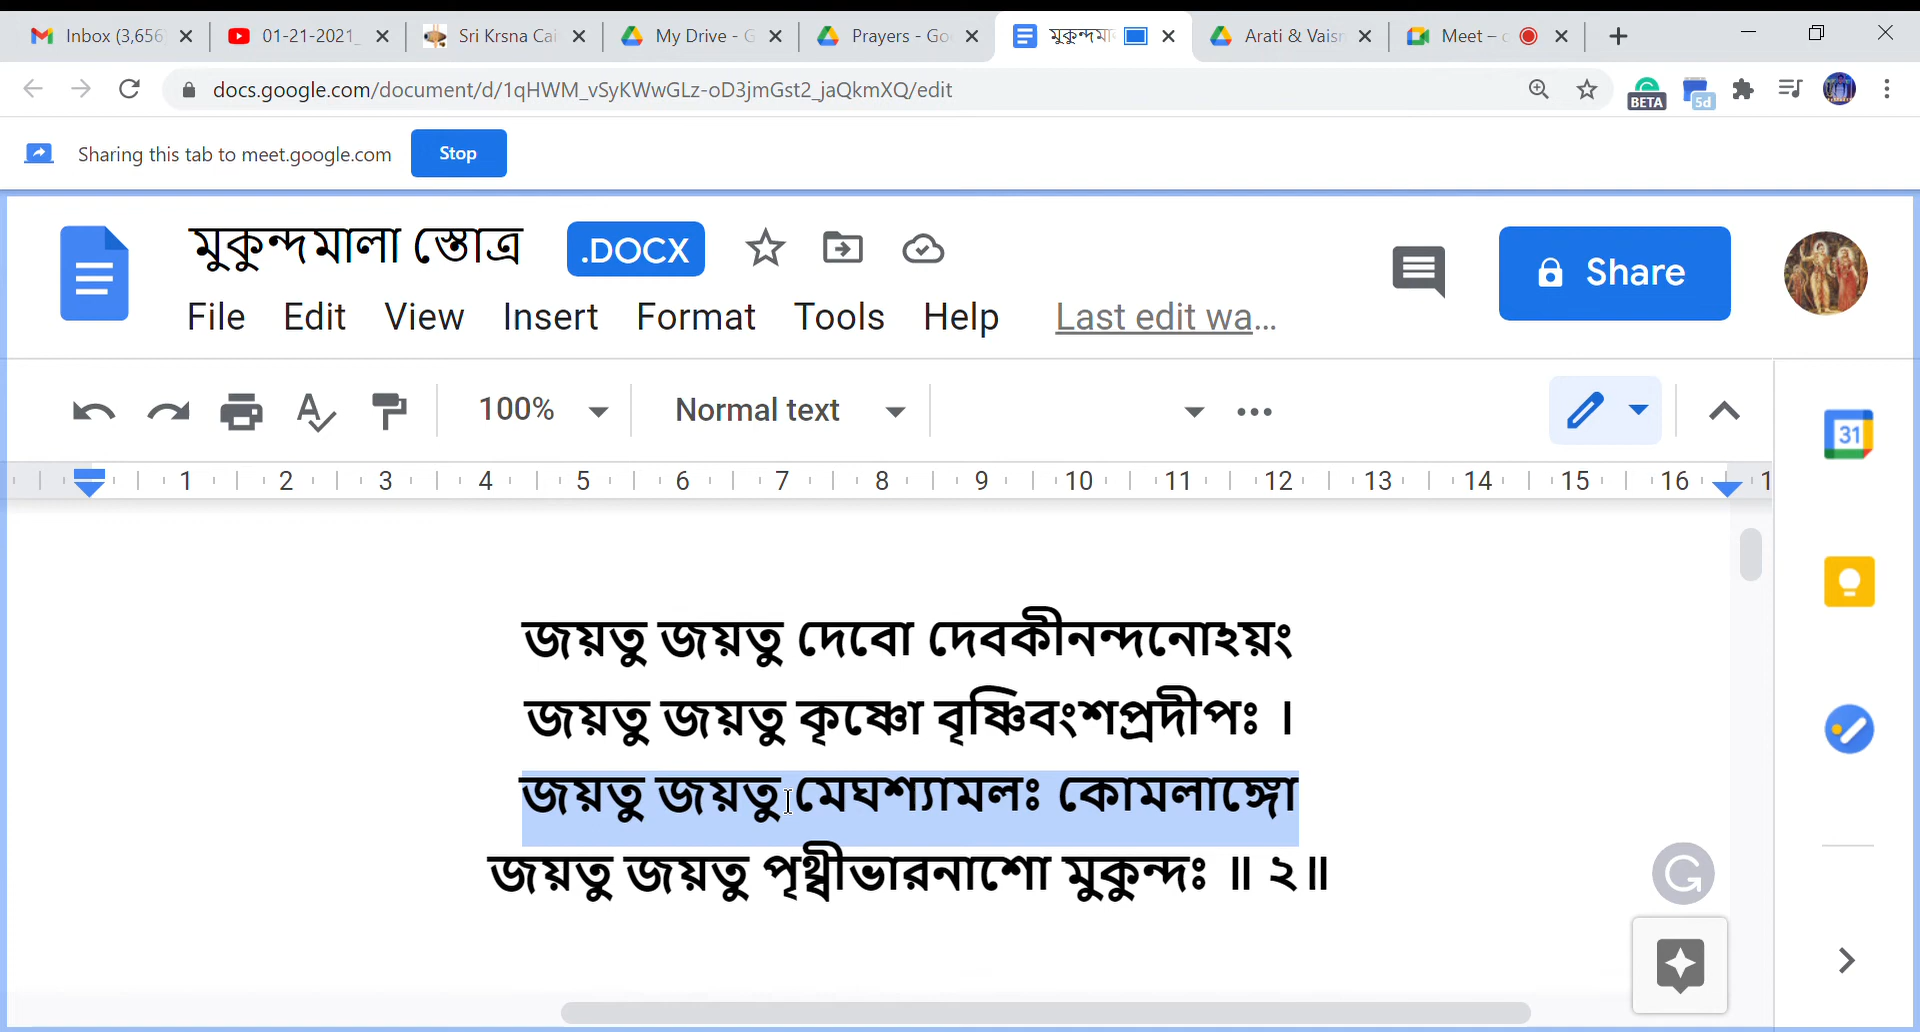 Inbox (3,656
01-21-2021_
Sri Krsna Cai
My Drive - G
Prayers - Go
মুকুন্দমা
Arati & Vaisn
Meet – c
docs.google.com/document/d/1qHWM_vSyKWwGLz-oD3jmGst2_jaQkmXQ/edit
BETA
5d
Sharing this tab to meet.google.com
Stop
মুকুন্দমালা স্তোত্র
.DOCX
Share
File Edit View Insert Format Tools Help Last edit wa...
100%
Normal text
31
1 2 3 4 5 6 7 8 9 10 11 12 13 14 15 16 1
জয়তু জয়তু দেবো দেবকীনন্দনোঽয়ং
জয়তু জয়তু কৃষ্ণো বৃষ্ণিবংশপ্রদীপঃ ।
জয়তু জয়তু মেঘশ্যামলঃ কোমলাঙ্গো
জয়তু জয়তু পৃথ্বীভারনাশো মুকুন্দঃ ॥ ২॥